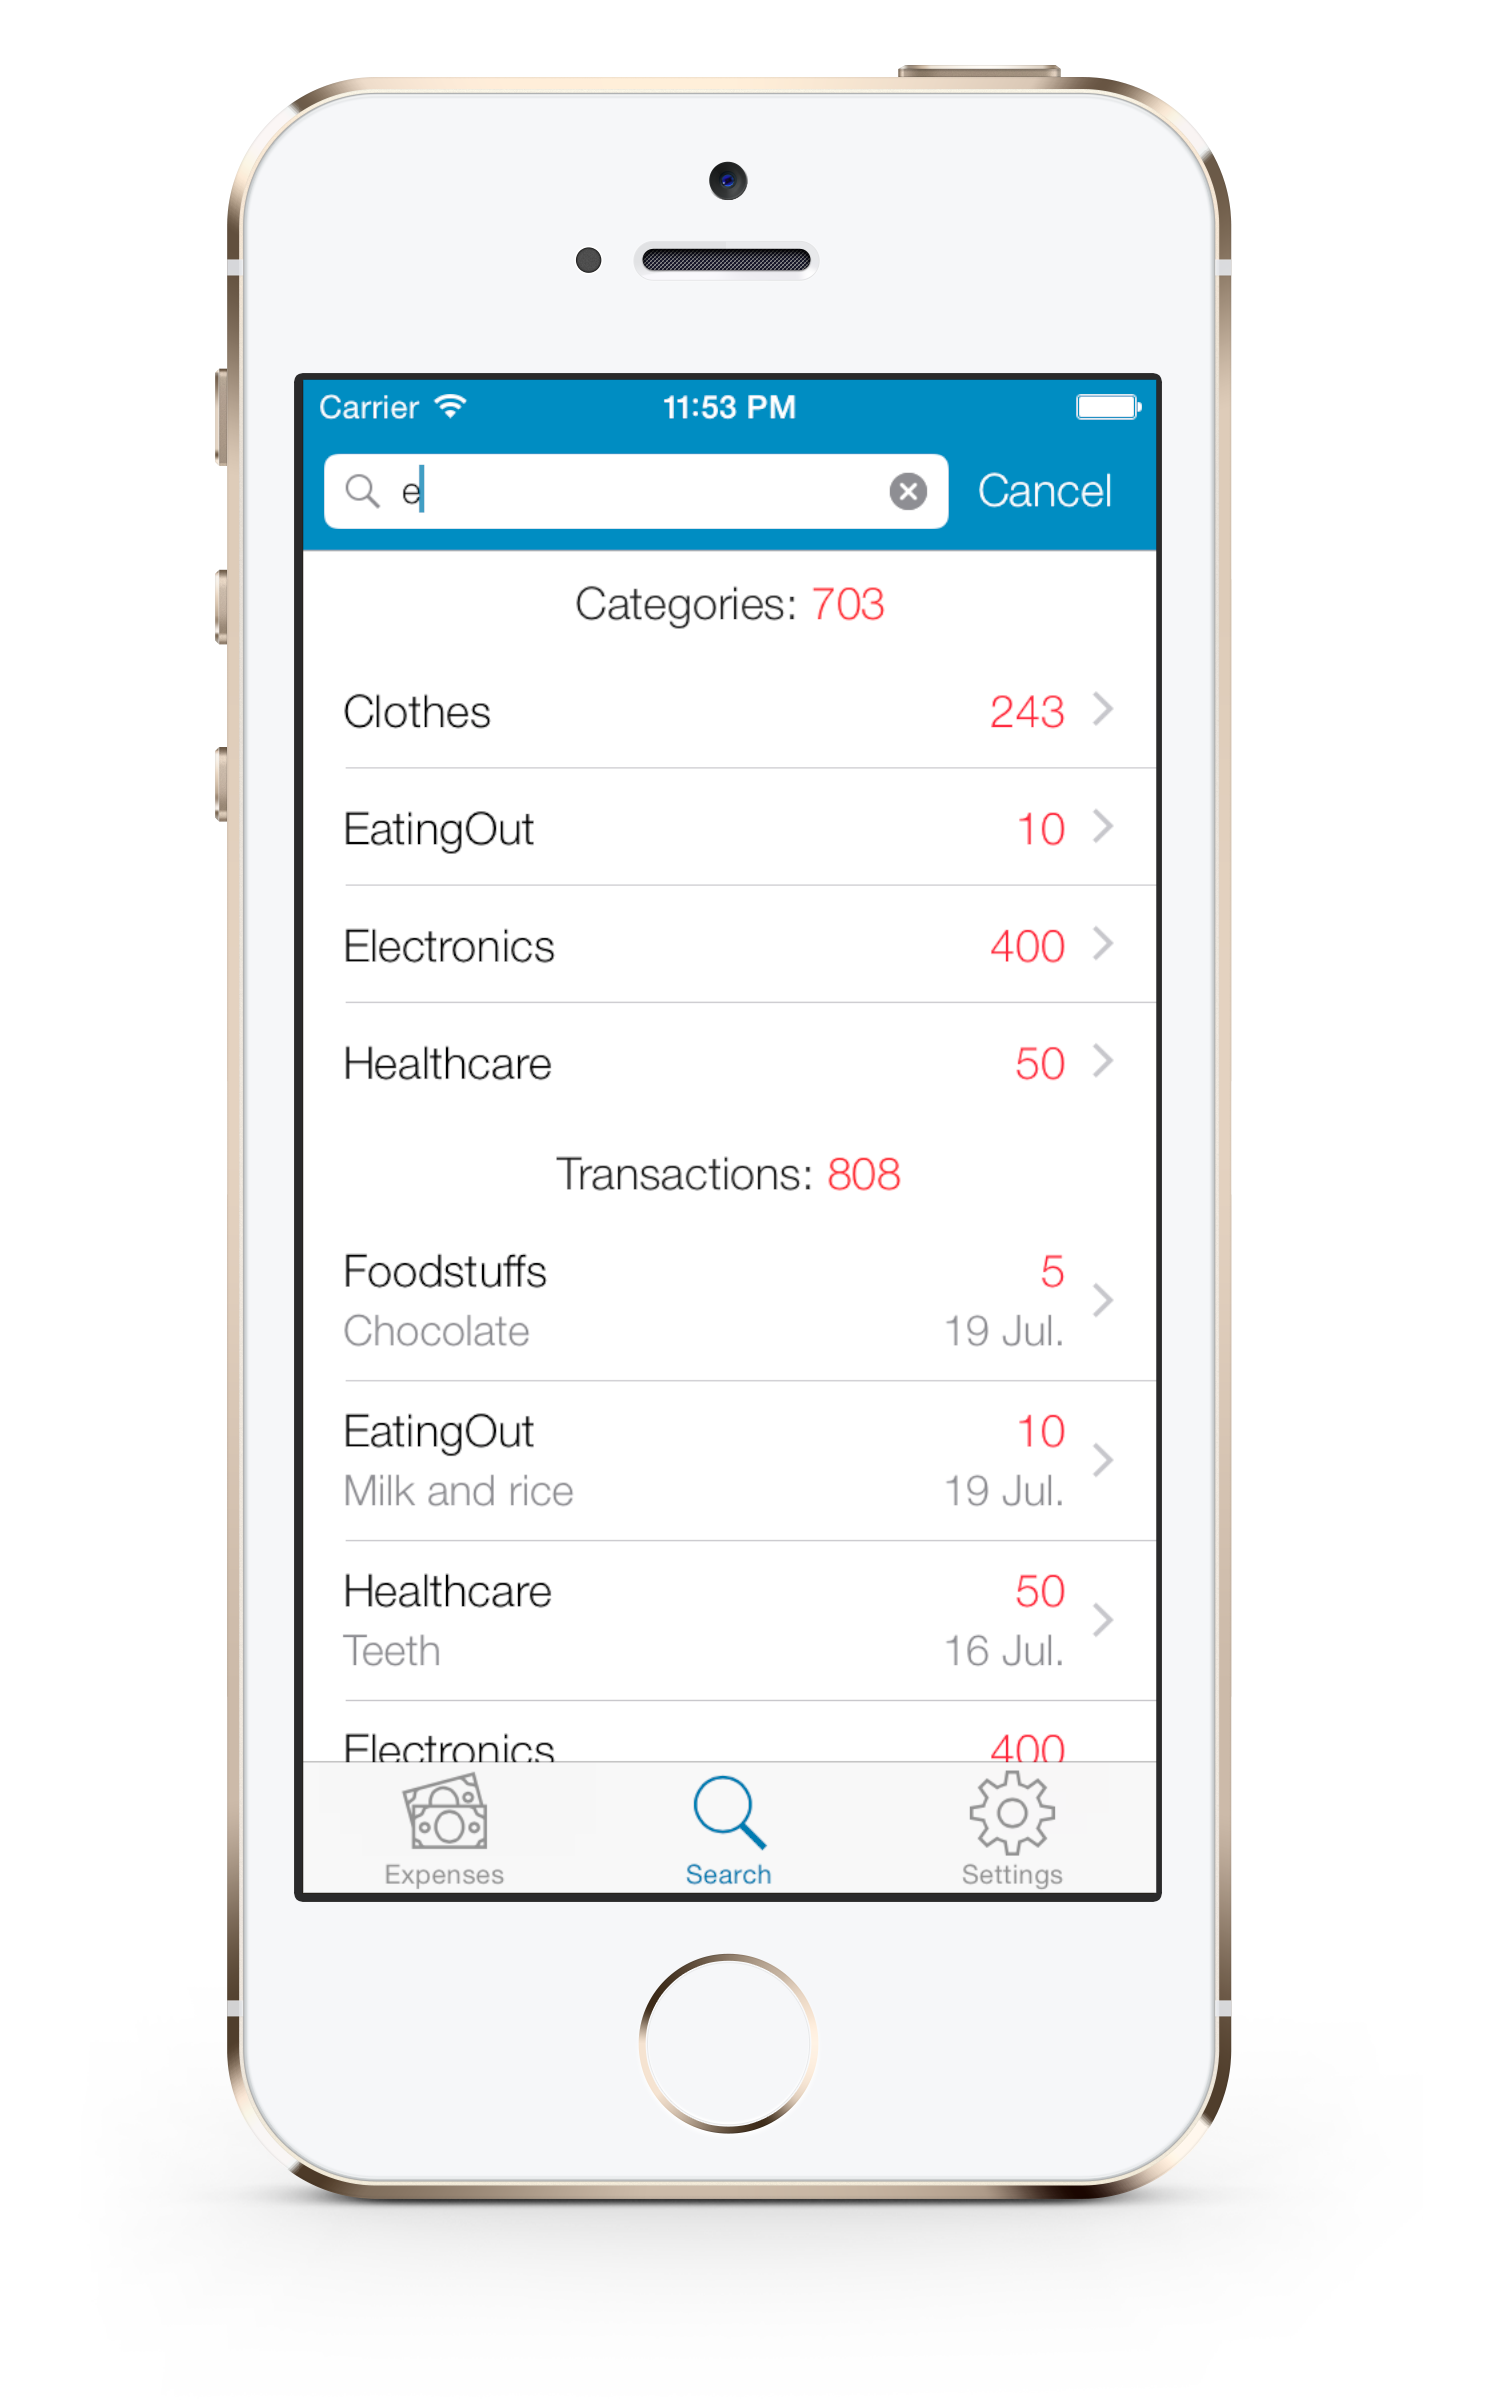 Carrier 11:53 PM
e Cancel
Categories: 703
Clothes 243
EatingOut 10
Electronics 400
Healthcare 50
Transactions: 808
Foodstuffs 5
Chocolate 19 Jul.
EatingOut 10
Milk and rice 19 Jul.
Healthcare 50
Teeth 16 Jul.
Electronics 400
Expenses Search Settings